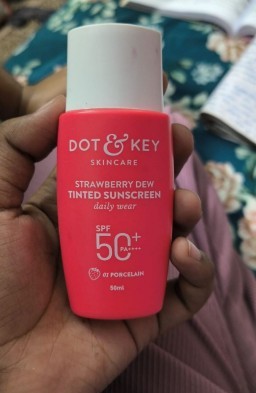 DOT & KEY
SKINCARE
STRAWBERRY DEW
TINTED SUNSCREEN
daily wear
SPF
50+
PA++++
01 PORCELAIN
50ml